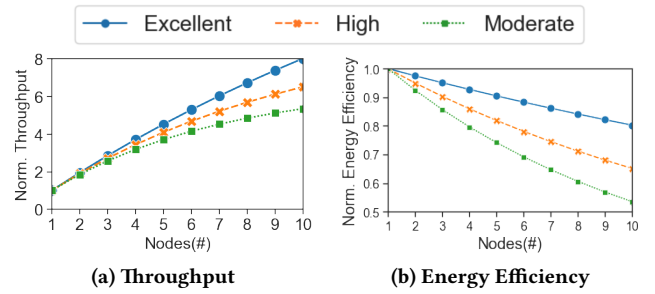 Excellent High Moderate
Norm. Throughput
8
6
4
2
0
1 2 3 4 5 6 7 8 9 10
Nodes(#)
(a) Throughput
Norm. Energy Efficiency
1.0
0.9
0.8
0.7
0.6
0.5
1 2 3 4 5 6 7 8 9 10
Nodes(#)
(b) Energy Efficiency